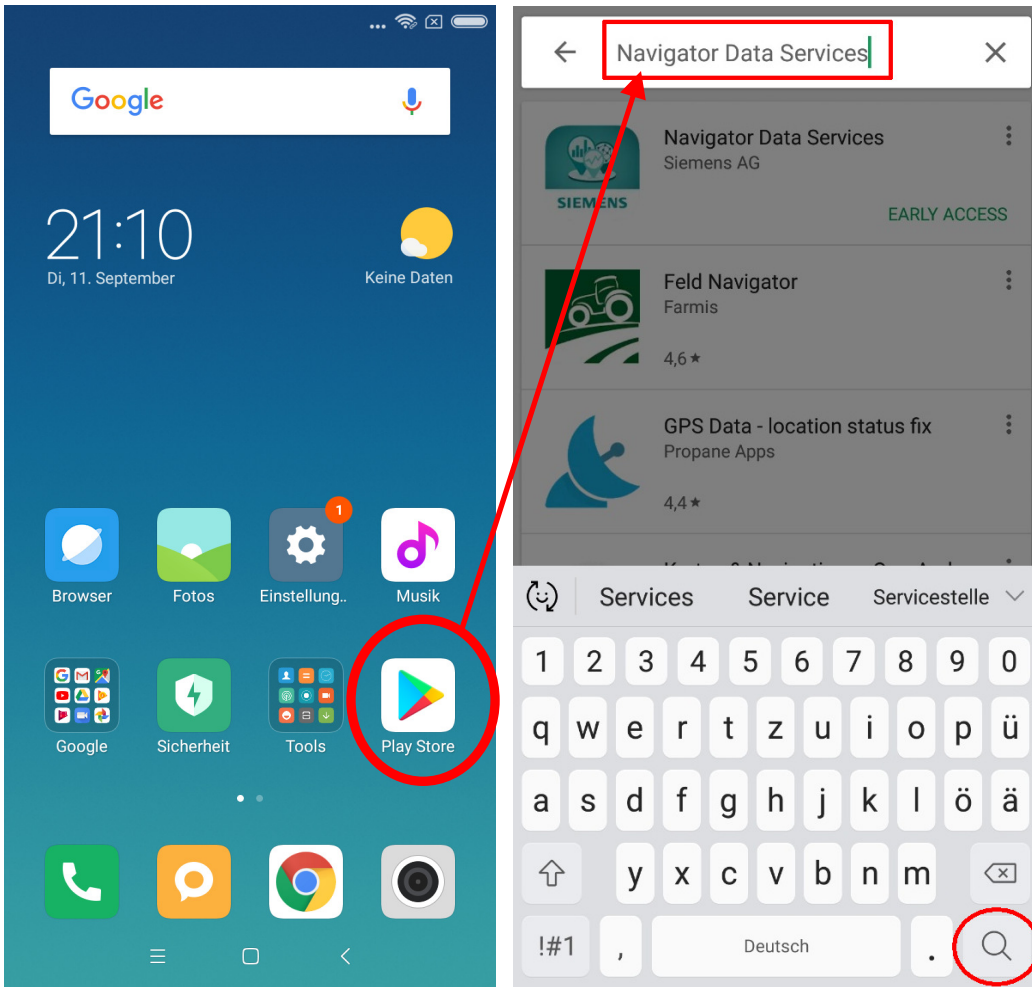 ...
Google
21:10
Di, 11. September
Keine Daten
1
Browser
Fotos
Einstellung..
Musik
Google
Sicherheit
Tools
Play Store
Navigator Data Services
Navigator Data Services
Siemens AG
SIEMENS
EARLY ACCESS
Feld Navigator
Farmis
4,6★
GPS Data - location status fix
Propane Apps
4,4★
Services Service Servicestelle
1 2 3 4 5 6 7 8 9 0
q w e r t z u i o p ü
a s d f g h j k l ö ä
y x c v b n m
!#1 , Deutsch .